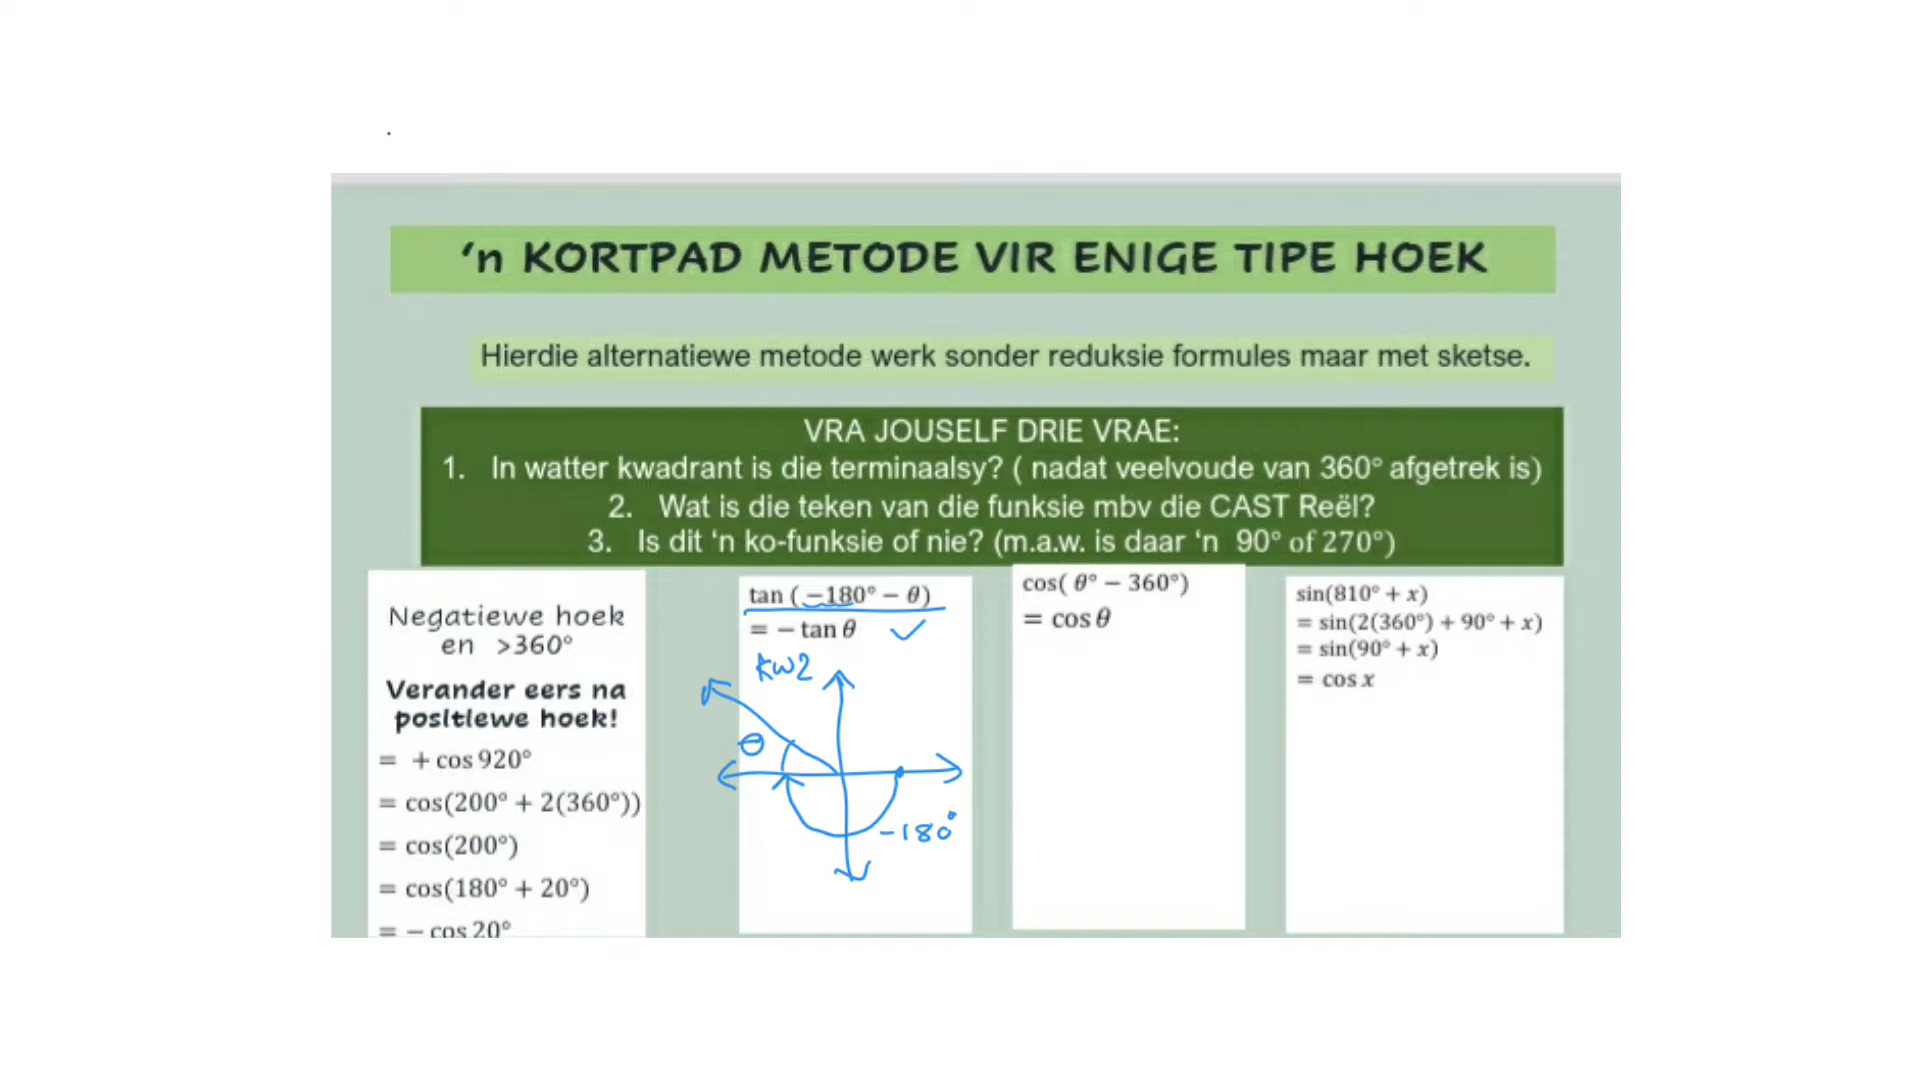 ‘n KORTPAD METODE VIR ENIGE TIPE HOEK
Hierdie alternatiewe metode werk sonder reduksie formules maar met sketse.
VRA JOUSELF DRIE VRAE:
1. In watter kwadrant is die terminaalsy? ( nadat veelvoude van 360° afgetrek is)
2. Wat is die teken van die funksie mbv die CAST Reël?
3. Is dit ‘n ko-funksie of nie? (m.a.w. is daar ‘n 90° of 270°)
Negatiewe hoek
en >360°
Verander eers na
positiewe hoek!
= +cos 920°
= cos(200° + 2(360°))
= cos(200°)
= cos(180° + 20°)
= − cos 20°
tan (−180° − θ)
= − tan θ
kw2
θ
-180°
cos( θ° − 360°)
= cos θ
sin(810° + x)
= sin(2(360°) + 90° + x)
= sin(90° + x)
= cos x